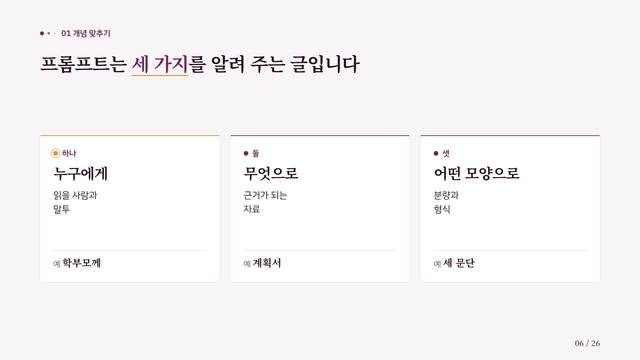 01 개념 맞추기
프롬프트는 세 가지를 알려 주는 글입니다
하나
누구에게
읽을 사람과
말투
예 학부모께
둘
무엇으로
근거가 되는
자료
예 계획서
셋
어떤 모양으로
분량과
형식
예 세 문단
06 / 26